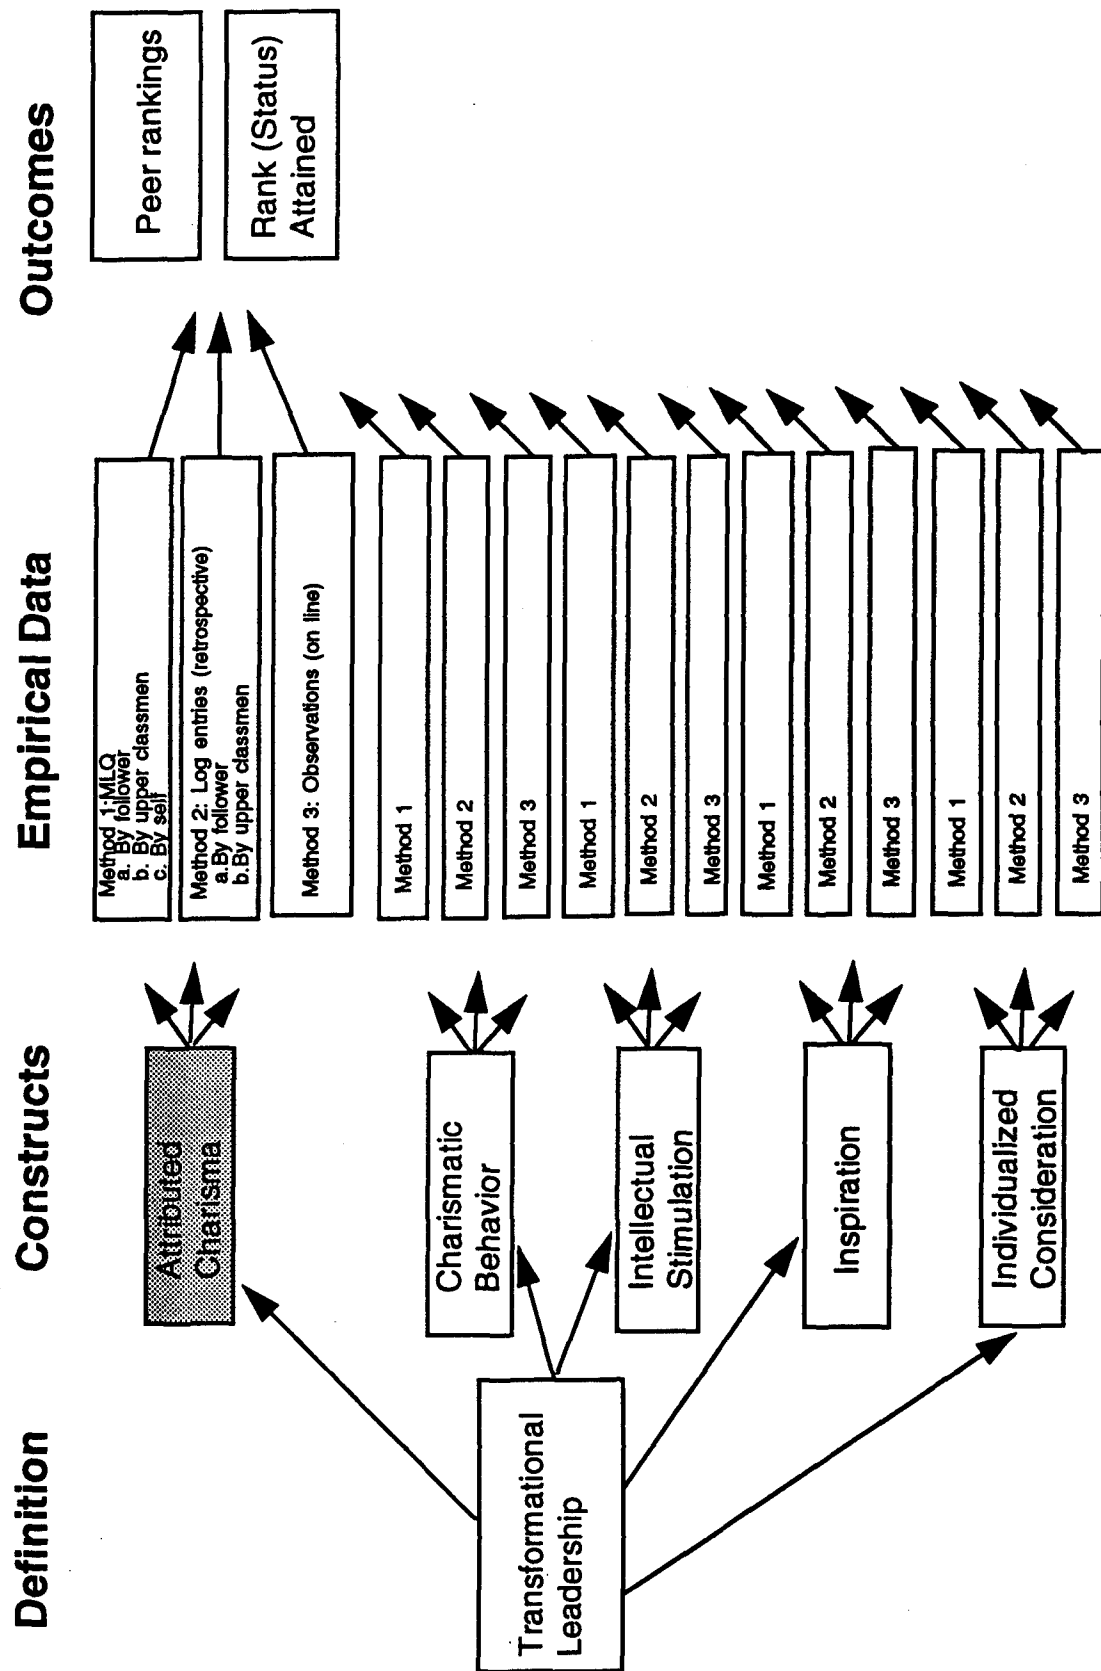 Definition
Constructs
Empirical Data
Outcomes
Transformational
Leadership
Attributed
Charisma
Charismatic
Behavior
Intellectual
Stimulation
Inspiration
Individualized
Consideration
Method 1:MLQ
a. By follower
b. By upper classmen
c. By self
Method 2: Log entries (retrospective)
a.By follower
b.By upper classmen
Method 3: Observations (on line)
Method 1
Method 2
Method 3
Method 1
Method 2
Method 3
Method 1
Method 2
Method 3
Method 1
Method 2
Method 3
Peer rankings
Rank (Status)
Attained